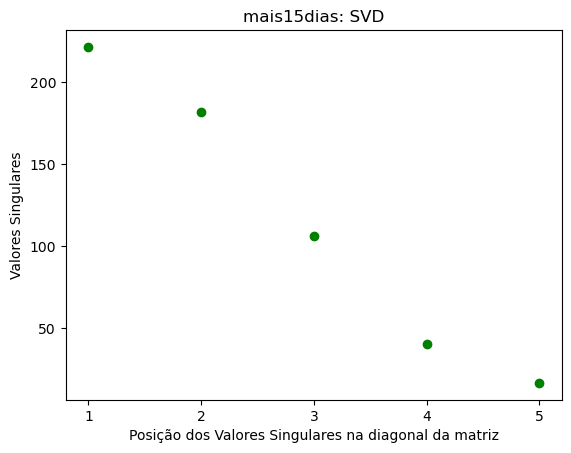 mais15dias: SVD
Valores Singulares
200
150
100
50
1 2 3 4 5
Posição dos Valores Singulares na diagonal da matriz